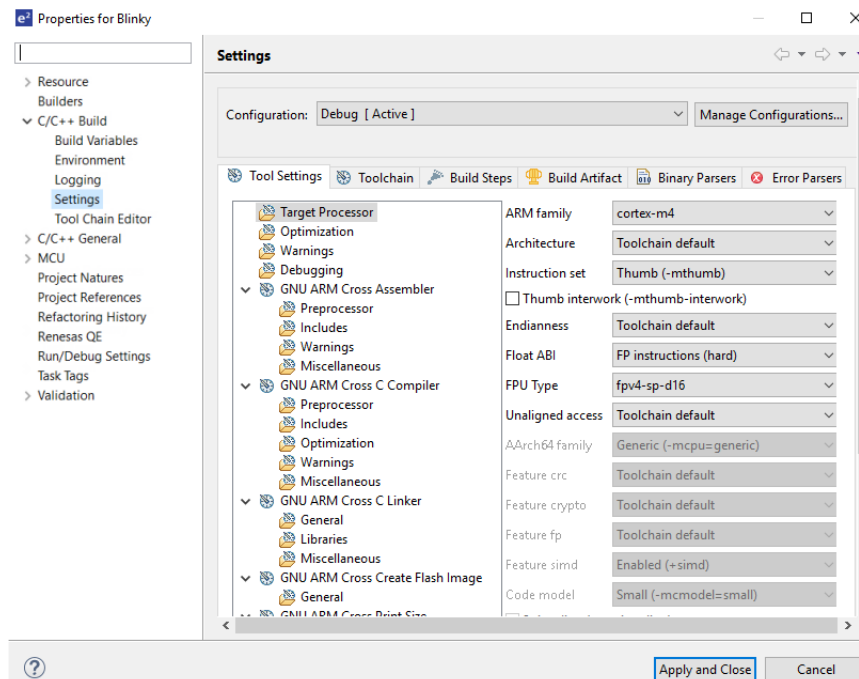 e² Properties for Blinky
Settings
Resource
Builders
C/C++ Build
Build Variables
Environment
Logging
Settings
Tool Chain Editor
C/C++ General
MCU
Project Natures
Project References
Refactoring History
Renesas QE
Run/Debug Settings
Task Tags
Validation
Configuration: Debug [ Active ] Manage Configurations...
Tool Settings Toolchain Build Steps Build Artifact Binary Parsers Error Parsers
Target Processor
Optimization
Warnings
Debugging
GNU ARM Cross Assembler
Preprocessor
Includes
Warnings
Miscellaneous
GNU ARM Cross C Compiler
Preprocessor
Includes
Optimization
Warnings
Miscellaneous
GNU ARM Cross C Linker
General
Libraries
Miscellaneous
GNU ARM Cross Create Flash Image
General
GNU ARM Cross Print Size
ARM family cortex-m4
Architecture Toolchain default
Instruction set Thumb (-mthumb)
Thumb interwork (-mthumb-interwork)
Endianness Toolchain default
Float ABI FP instructions (hard)
FPU Type fpv4-sp-d16
Unaligned access Toolchain default
AArch64 family Generic (-mcpu=generic)
Feature crc Toolchain default
Feature crypto Toolchain default
Feature fp Toolchain default
Feature simd Enabled (+simd)
Code model Small (-mcmodel=small)
Apply and Close Cancel